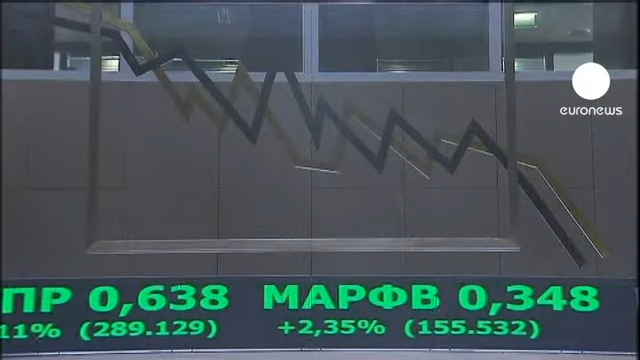 euronews
ΠΡ 0,638 ΜΑΡΦΒ 0,348
11% (289.129) +2,35% (155.532)